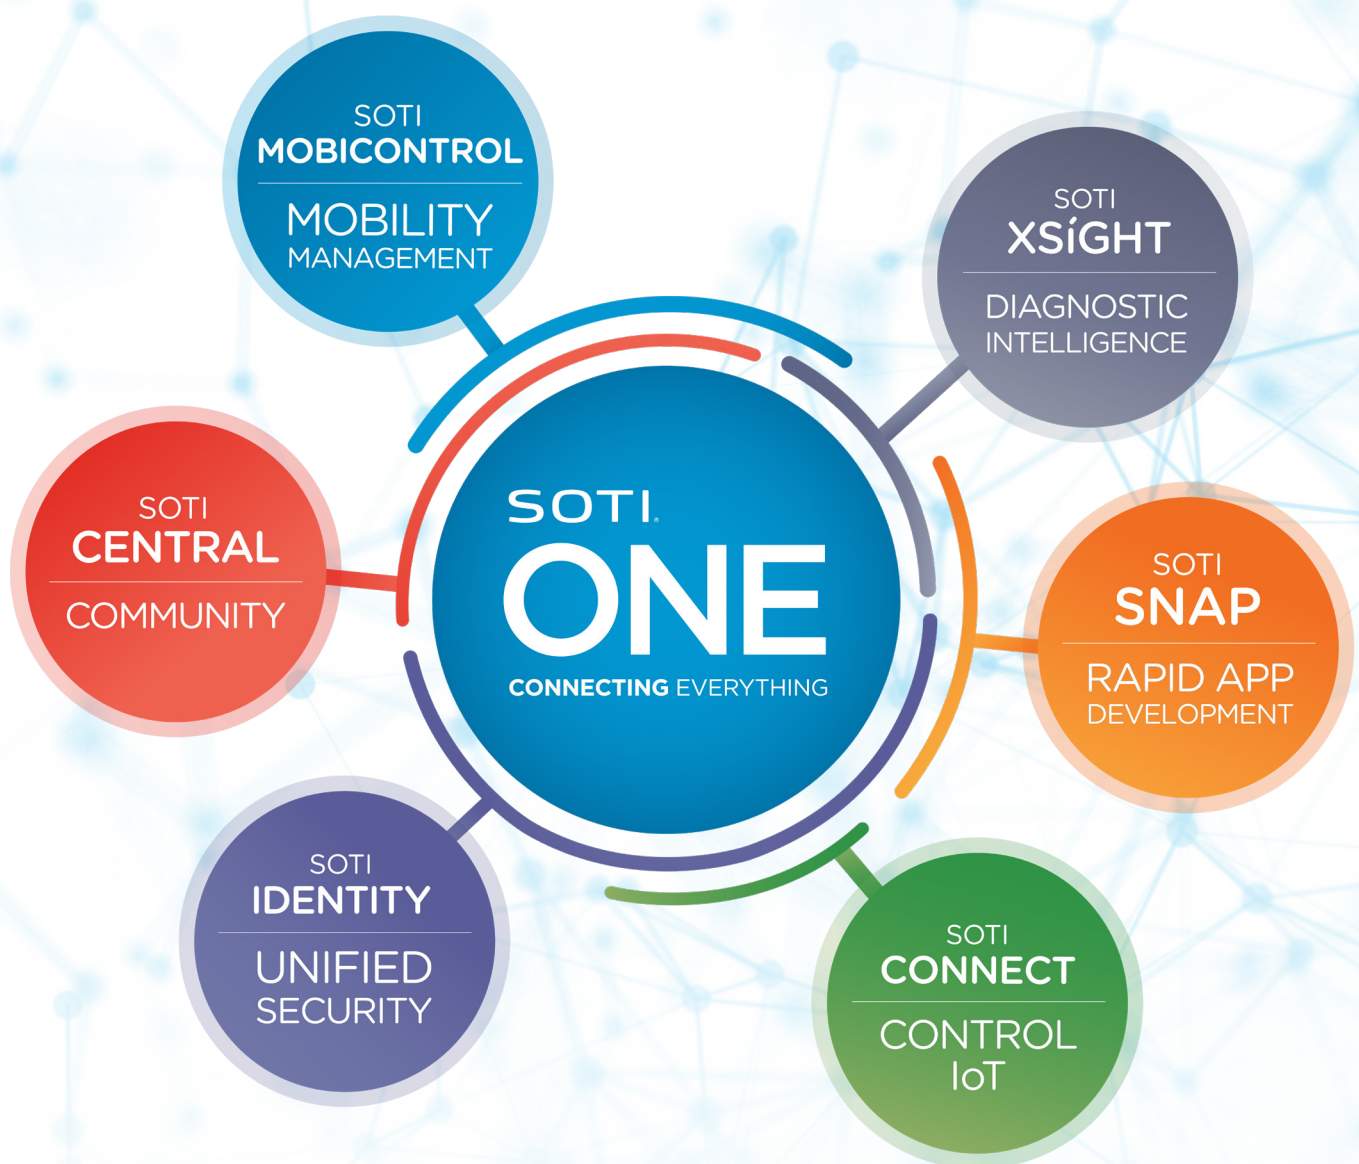 SOTI
MOBICONTROL
MOBILITY
MANAGEMENT
SOTI
XSíGHT
DIAGNOSTIC
INTELLIGENCE
SOTI
CENTRAL
COMMUNITY
SOTI.
ONE
CONNECTING EVERYTHING
SOTI
SNAP
RAPID APP
DEVELOPMENT
SOTI
IDENTITY
UNIFIED
SECURITY
SOTI
CONNECT
CONTROL
IoT